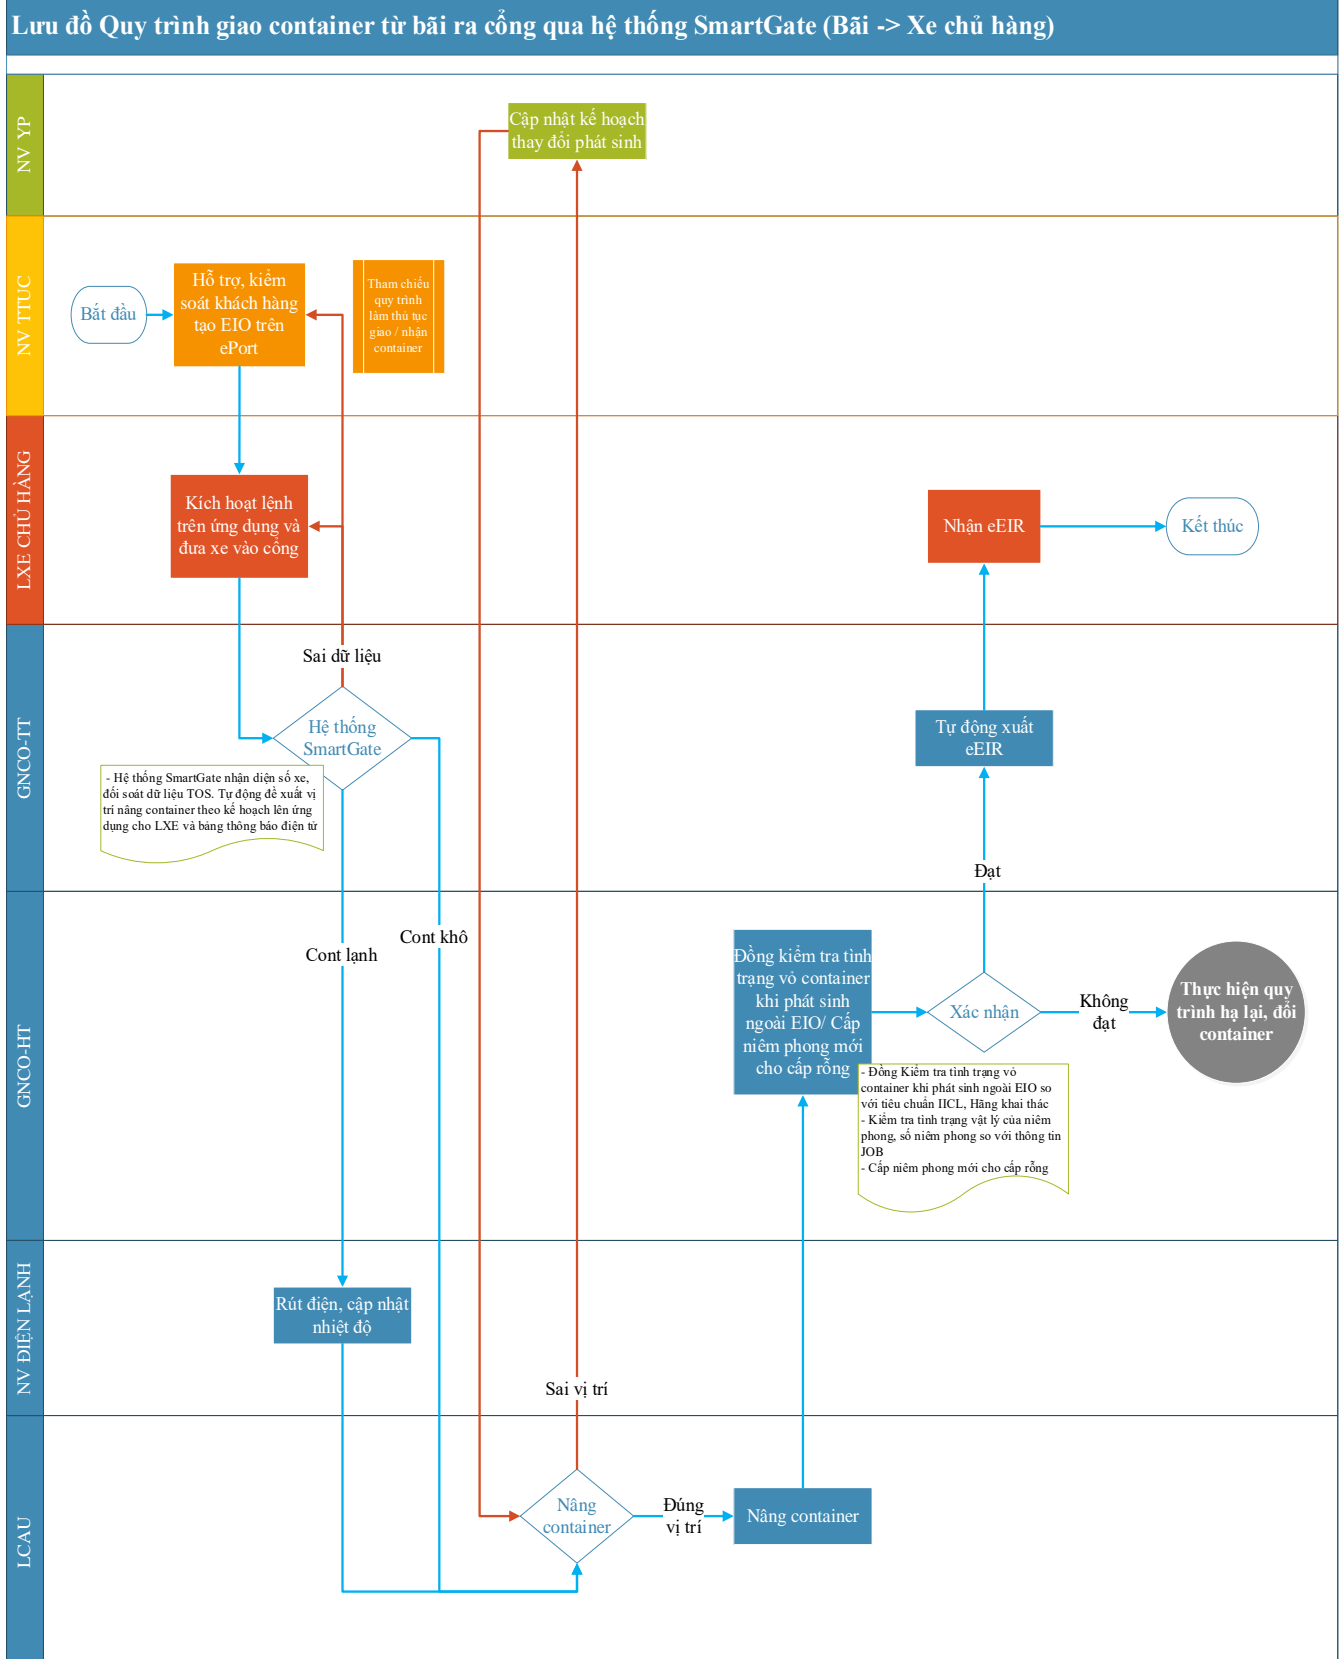 Lưu đồ Quy trình giao container từ bãi ra cổng qua hệ thống SmartGate (Bãi -> Xe chủ hàng)
NV YP
Cập nhật kế hoạch
thay đổi phát sinh
NV TTUC
Bắt đầu
Hỗ trợ, kiểm
soát khách hàng
tạo EIO trên
ePort
Tham chiếu
quy trình
làm thủ tục
giao / nhận
container
LXE CHỦ HÀNG
Kích hoạt lệnh
trên ứng dụng và
đưa xe vào cổng
Nhận eEIR
Kết thúc
GNCO-TT
Sai dữ liệu
Hệ thống
SmartGate
- Hệ thống SmartGate nhận diện số xe,
đối soát dữ liệu TOS. Tự động đề xuất vị
trí nâng container theo kế hoạch lên ứng
dụng cho LXE và bảng thông báo điện tử
Tự động xuất
eEIR
Đạt
GNCO-HT
Cont lạnh
Cont khô
Đồng kiểm tra tình
trạng vỏ container
khi phát sinh
ngoài EIO/ Cấp
niêm phong mới
cho cấp rỗng
Xác nhận
Không
đạt
Thực hiện quy
trình hạ lại, đổi
container
- Đồng Kiểm tra tình trạng vỏ
container khi phát sinh ngoài EIO so
với tiêu chuẩn IICL, Hãng khai thác
- Kiểm tra tình trạng vật lý của niêm
phong, số niêm phong so với thông tin
JOB
- Cấp niêm phong mới cho cấp rỗng
NV ĐIỆN LẠNH
Rút điện, cập nhật
nhiệt độ
Sai vị trí
LCAU
Nâng
container
Đúng
vị trí
Nâng container